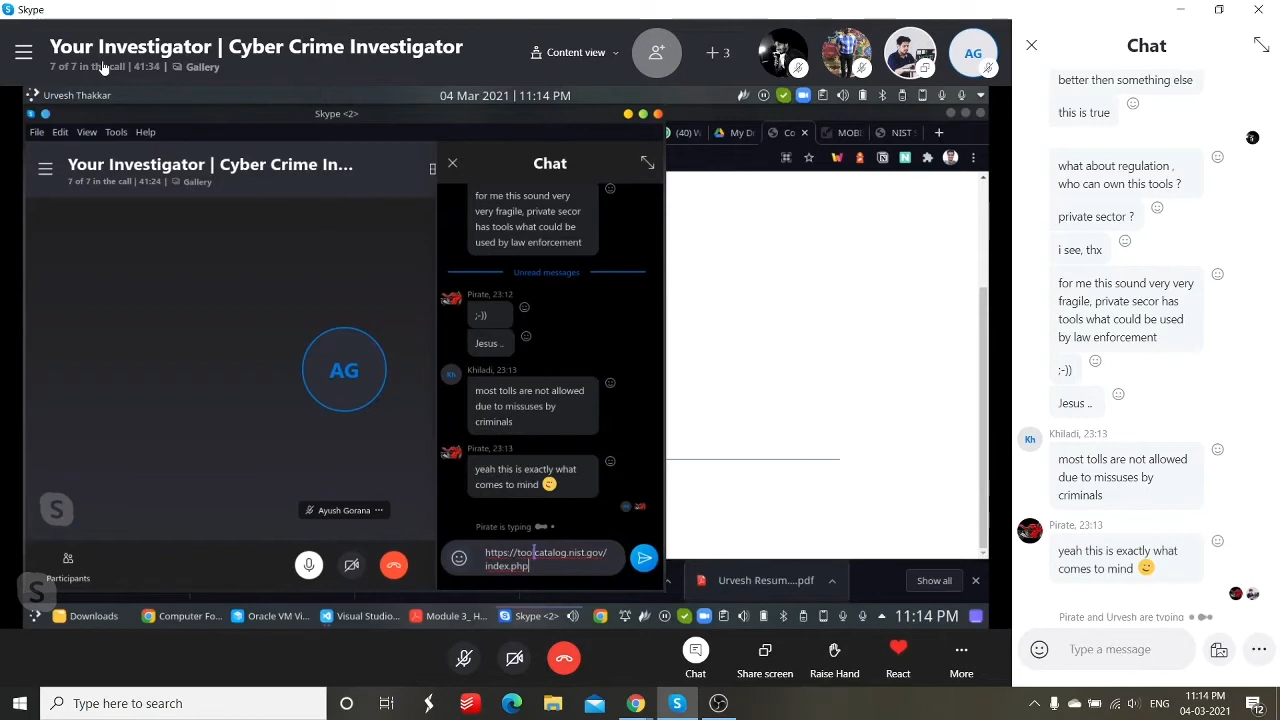 Skype
Your Investigator | Cyber Crime Investigator
7 of 7 in the call | 41:34 | Gallery
Content view
+ 3
AG
Urvesh Thakkar
04 Mar 2021 | 11:14 PM
Skype <2>
File Edit View Tools Help
Your Investigator | Cyber Crime In...
7 of 7 in the call | 41:24 | Gallery
AG
Ayush Gorana
Participants
Chat
for me this sound very
very fragile, private secor
has tools what could be
used by law enforcement
Unread messages
Pirate, 23:12
;-))
Jesus ..
Kh
Khiladi, 23:13
most tolls are not allowed
due to missuses by
criminals
Pirate, 23:13
yeah this is exactly what
comes to mind
Pirate is typing
https://toolcatalog.nist.gov/
index.php
(40) W
My Dr
Co
MOBI
NIST S
Urvesh Resum....pdf
Show all
Downloads
Computer Fo...
Oracle VM Vi...
Visual Studio...
Module 3_ H...
Skype <2>
11:14 PM
Chat
Share screen
Raise Hand
React
More
Chat
better then something else
this is true
what about regulation ,
who can own this tools ?
private sector ?
i see, thx
for me this sound very very
fragile, private secor has
tools what could be used
by law enforcement
;-))
Jesus ..
Kh
Khiladi, 23:13
most tolls are not allowed
due to missuses by
criminals
Pirate, 23:13
yeah this is exactly what
comes to mind
Pirate and Urvesh are typing
Type a message
Type here to search
ENG
11:14 PM
04-03-2021
12